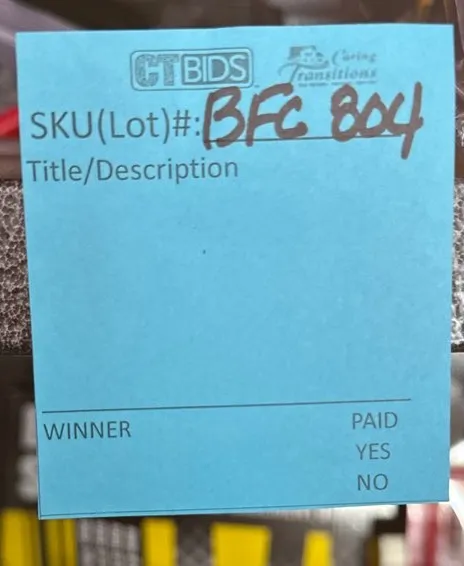 CTBIDS
Caring
Transitions
SKU(Lot)#: BFC 804
Title/Description
WINNER PAID
YES
NO